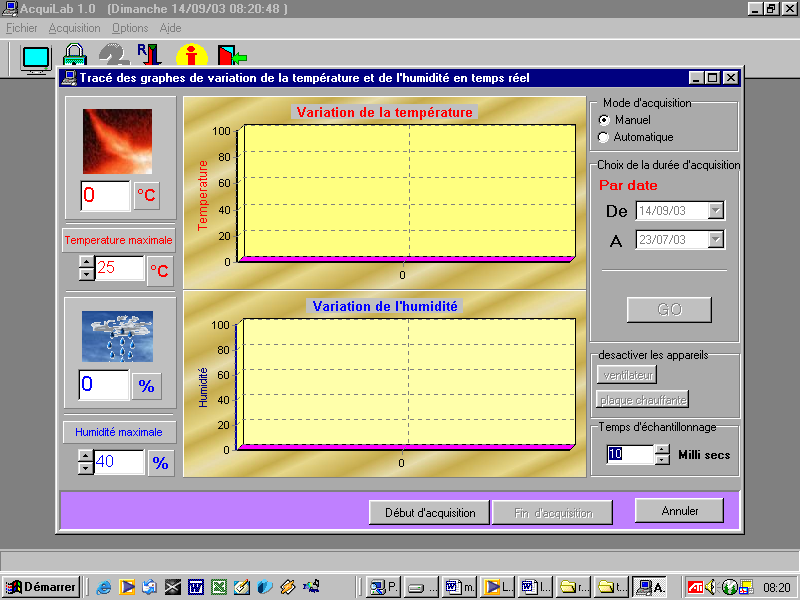 AcquiLab 1.0 (Dimanche 14/09/03 08:20:48 )
Fichier Acquisition Options Aide
R
Tracé des graphes de variation de la température et de l'humidité en temps réel
0 °C
Temperature maximale
25 °C
0 %
Humidité maximale
40 %
Variation de la température
Temperature
100
80
60
40
20
0
0
Variation de l'humidité
Humidité
100
80
60
40
20
0
0
Mode d'acquisition
Manuel
Automatique
Choix de la durée d'acquisition
Par date
De 14/09/03
A 23/07/03
GO
desactiver les appareils
ventilateur
plaque chauffante
Temps d'échantillonnage
10 Milli secs
Début d'acquisition Fin d'acquisition Annuler
Démarrer P. ... m. L. l... r... t... A. ATI 08:20